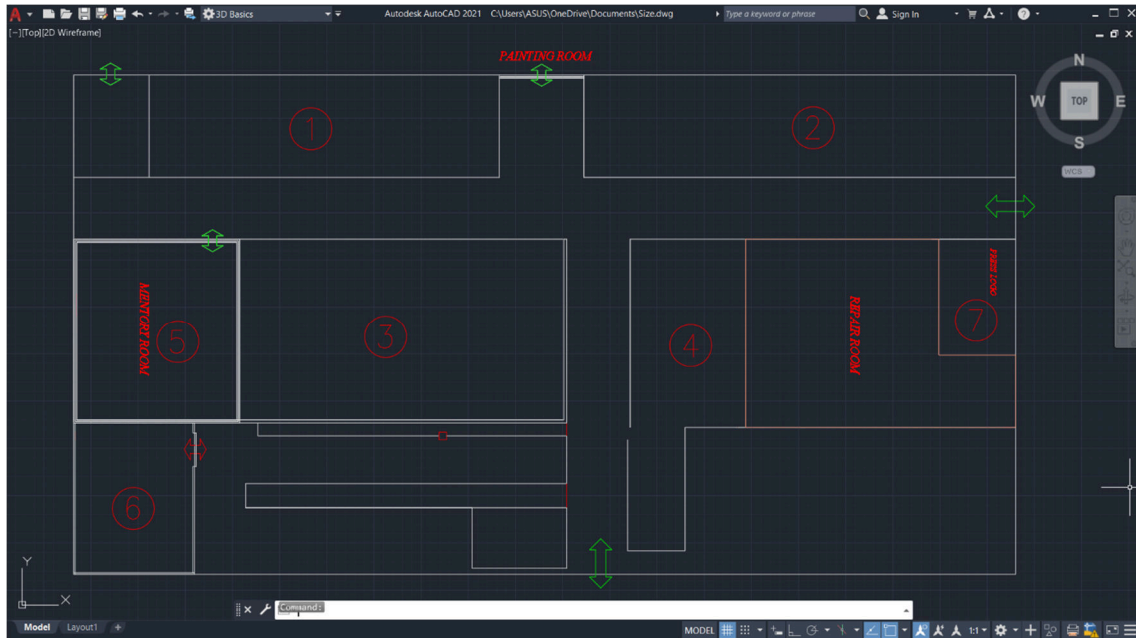 3D Basics
Autodesk AutoCAD 2021 C:\Users\ASUS\OneDrive\Documents\Size.dwg
Type a keyword or phrase
Sign In
[−][Top][2D Wireframe]
PAINTING ROOM
N
W
TOP
E
S
WCS
1
2
MENTORY ROOM
5
3
4
REPAIR ROOM
7
6
Y
X
Command:
Model
Layout1
MODEL
1:1